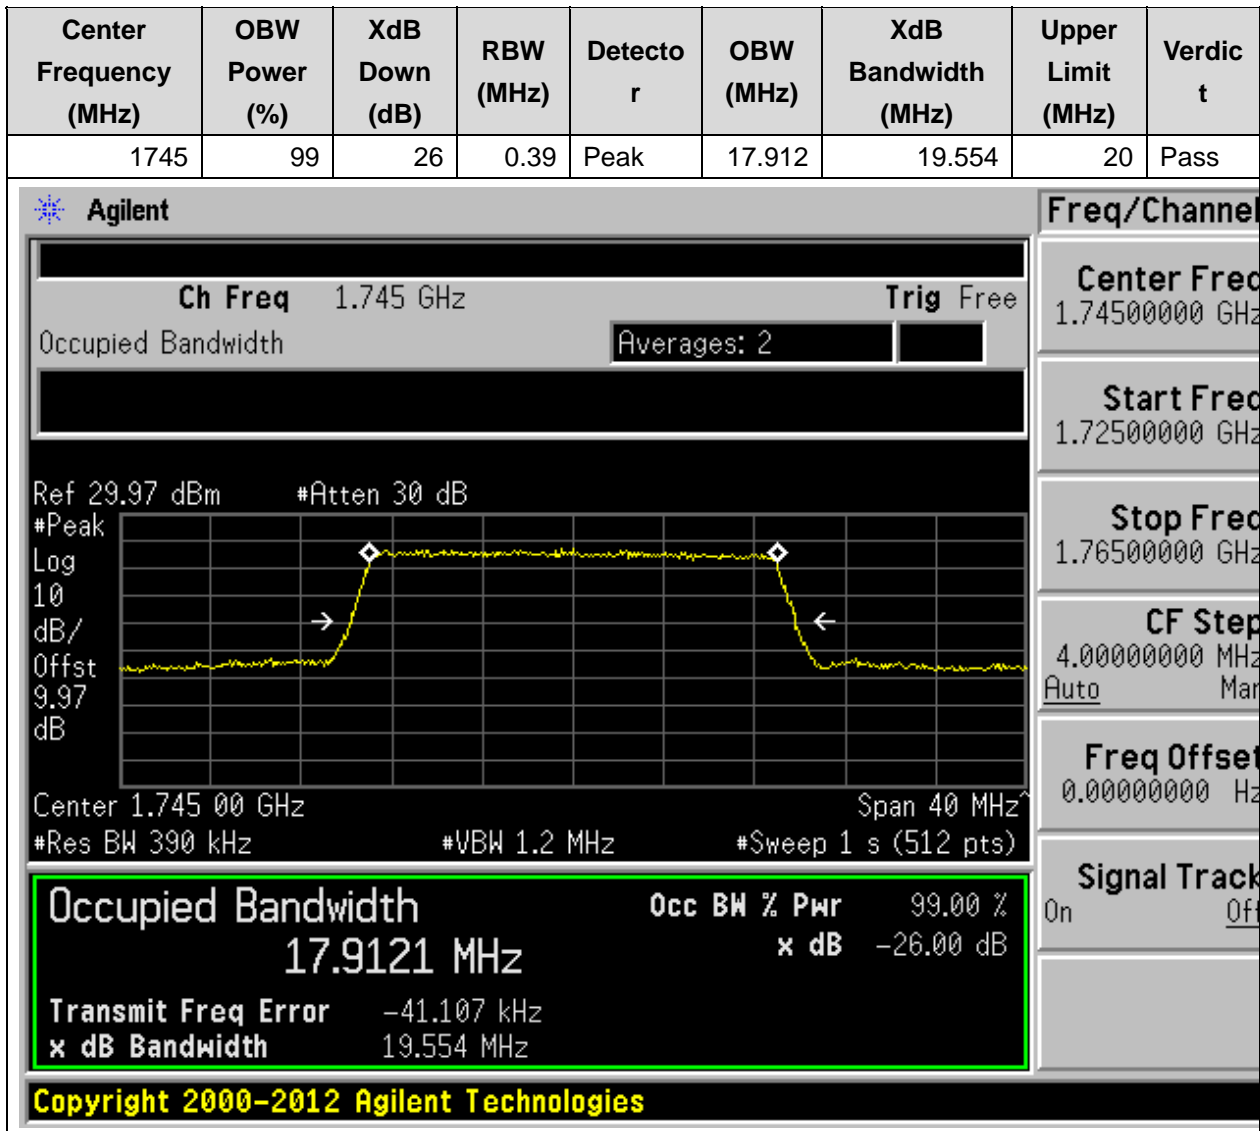 Center Frequency (MHz) OBW Power (%) XdB Down (dB) RBW (MHz) Detecto r OBW (MHz) XdB Bandwidth (MHz) Upper Limit (MHz) Verdic t
1745 99 26 0.39 Peak 17.912 19.554 20 Pass
Agilent
Freq/Channel
Ch Freq 1.745 GHz Trig Free
Occupied Bandwidth Averages: 2
Ref 29.97 dBm #Atten 30 dB
#Peak
Log
10
dB/
Offst
9.97
dB
Center 1.745 00 GHz Span 40 MHz^
#Res BW 390 kHz #VBW 1.2 MHz #Sweep 1 s (512 pts)
Occupied Bandwidth Occ BW % Pwr 99.00 %
17.9121 MHz x dB -26.00 dB
Transmit Freq Error -41.107 kHz
x dB Bandwidth 19.554 MHz
Center Freq
1.74500000 GHz
Start Freq
1.72500000 GHz
Stop Freq
1.76500000 GHz
CF Step
4.00000000 MHz
Auto Man
Freq Offset
0.00000000 Hz
Signal Track
On Off
Copyright 2000-2012 Agilent Technologies